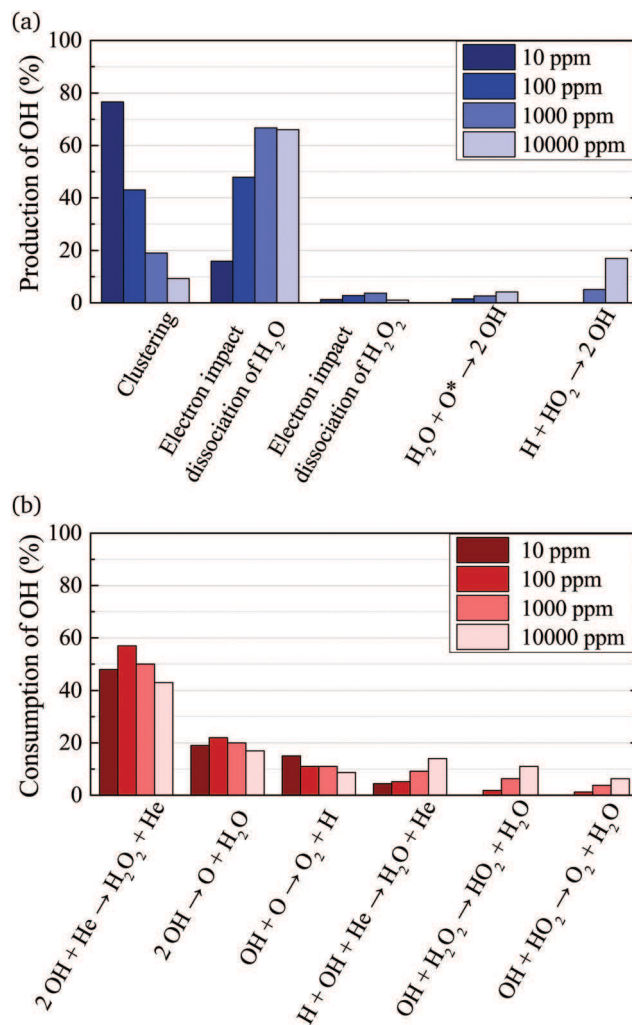 (a)
Production of OH (%)
100
80
60
40
20
0
10 ppm
100 ppm
1000 ppm
10000 ppm
Clustering
Electron impact
dissociation of H₂O
Electron impact
dissociation of H₂O₂
H₂O + O* → 2 OH
H + HO₂ → 2 OH
(b)
Consumption of OH (%)
100
80
60
40
20
0
10 ppm
100 ppm
1000 ppm
10000 ppm
2 OH + He → H₂O₂ + He
2 OH → O + H₂O
OH + O → O₂ + H
H + OH + He → H₂O + He
OH + H₂O₂ → HO₂ + H₂O
OH + HO₂ → O₂ + H₂O